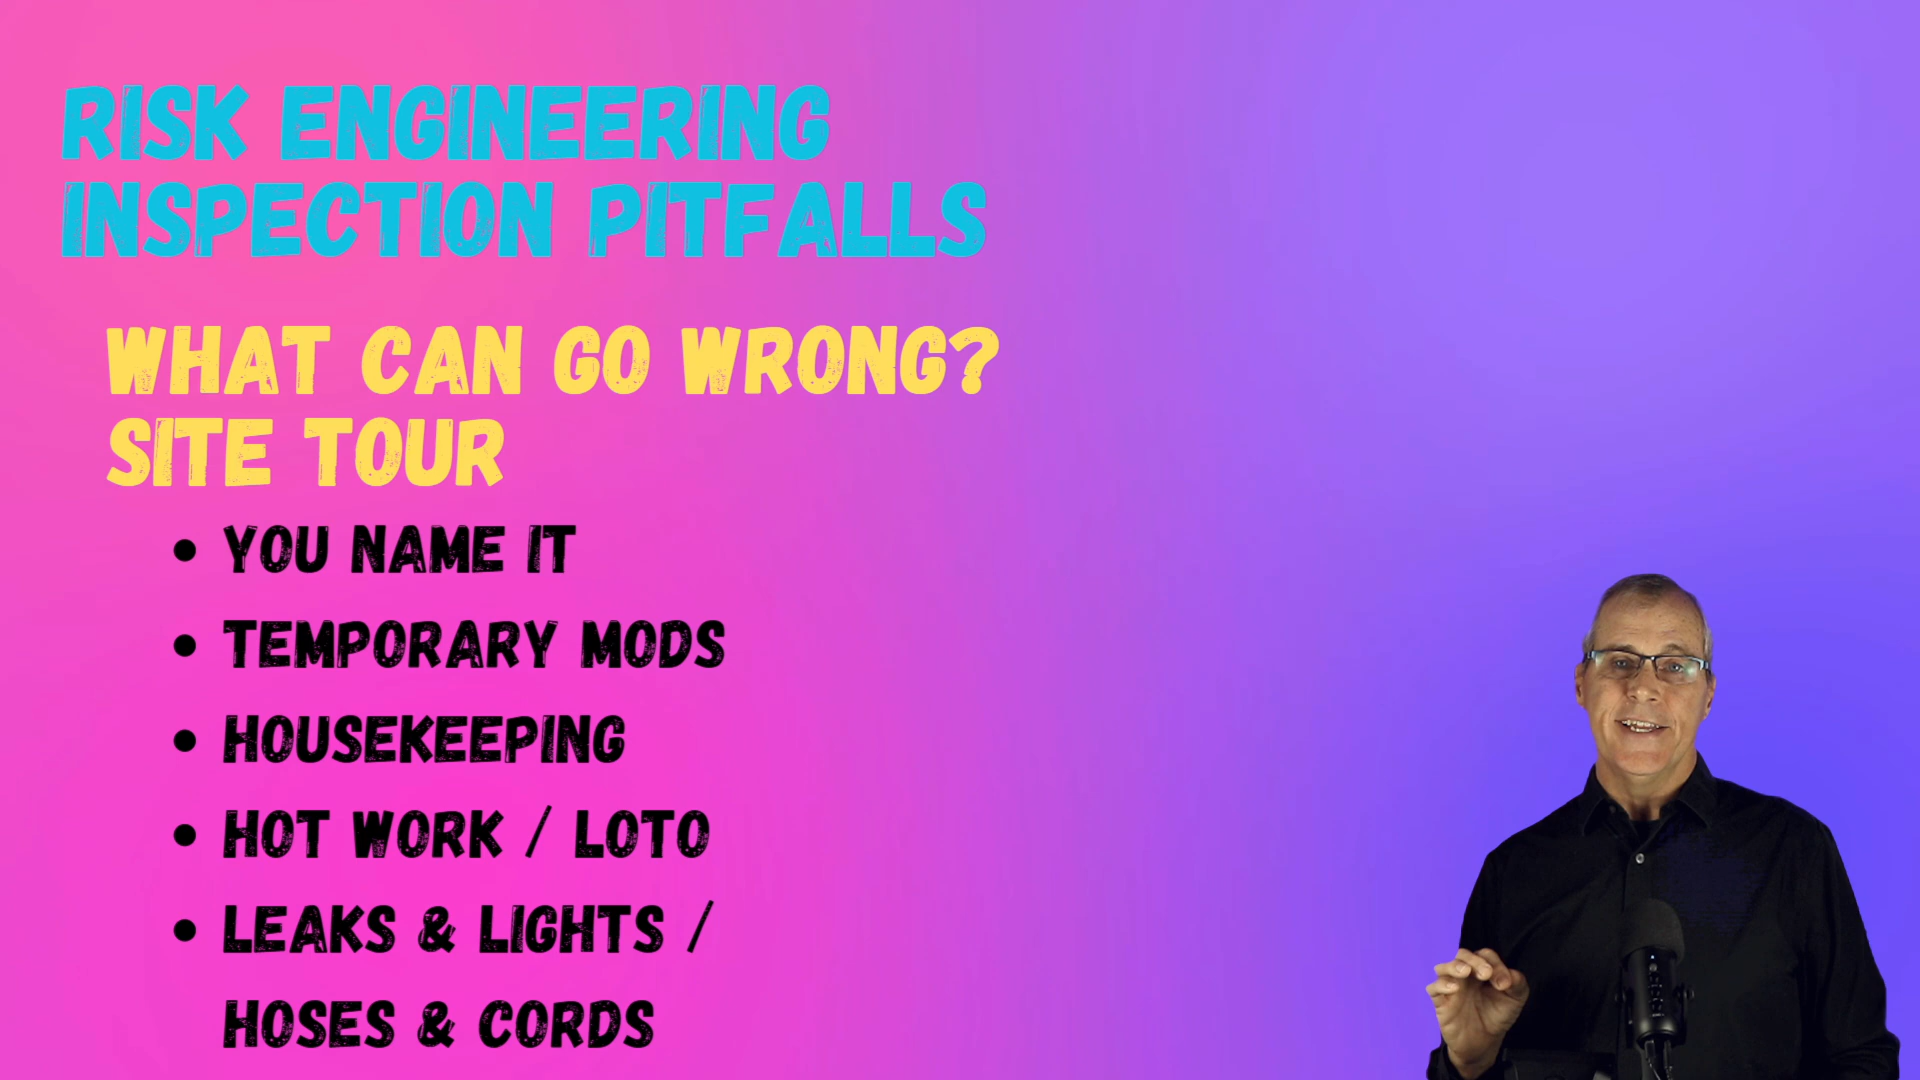 RISK ENGINEERING
INSPECTION PITFALLS
WHAT CAN GO WRONG?
SITE TOUR
• YOU NAME IT
• TEMPORARY MODS
• HOUSEKEEPING
• HOT WORK / LOTO
• LEAKS & LIGHTS /
HOSES & CORDS